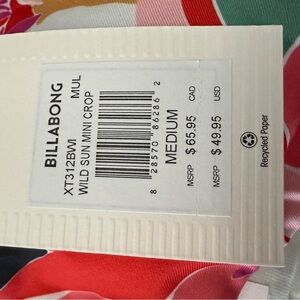 BILLABONG
XT312BWI MUL
WILD SUN MINI CROP
8 28570 86286 2
MEDIUM
MSRP $ 65.95 CAD
MSRP $ 49.95 USD
Recycled Paper